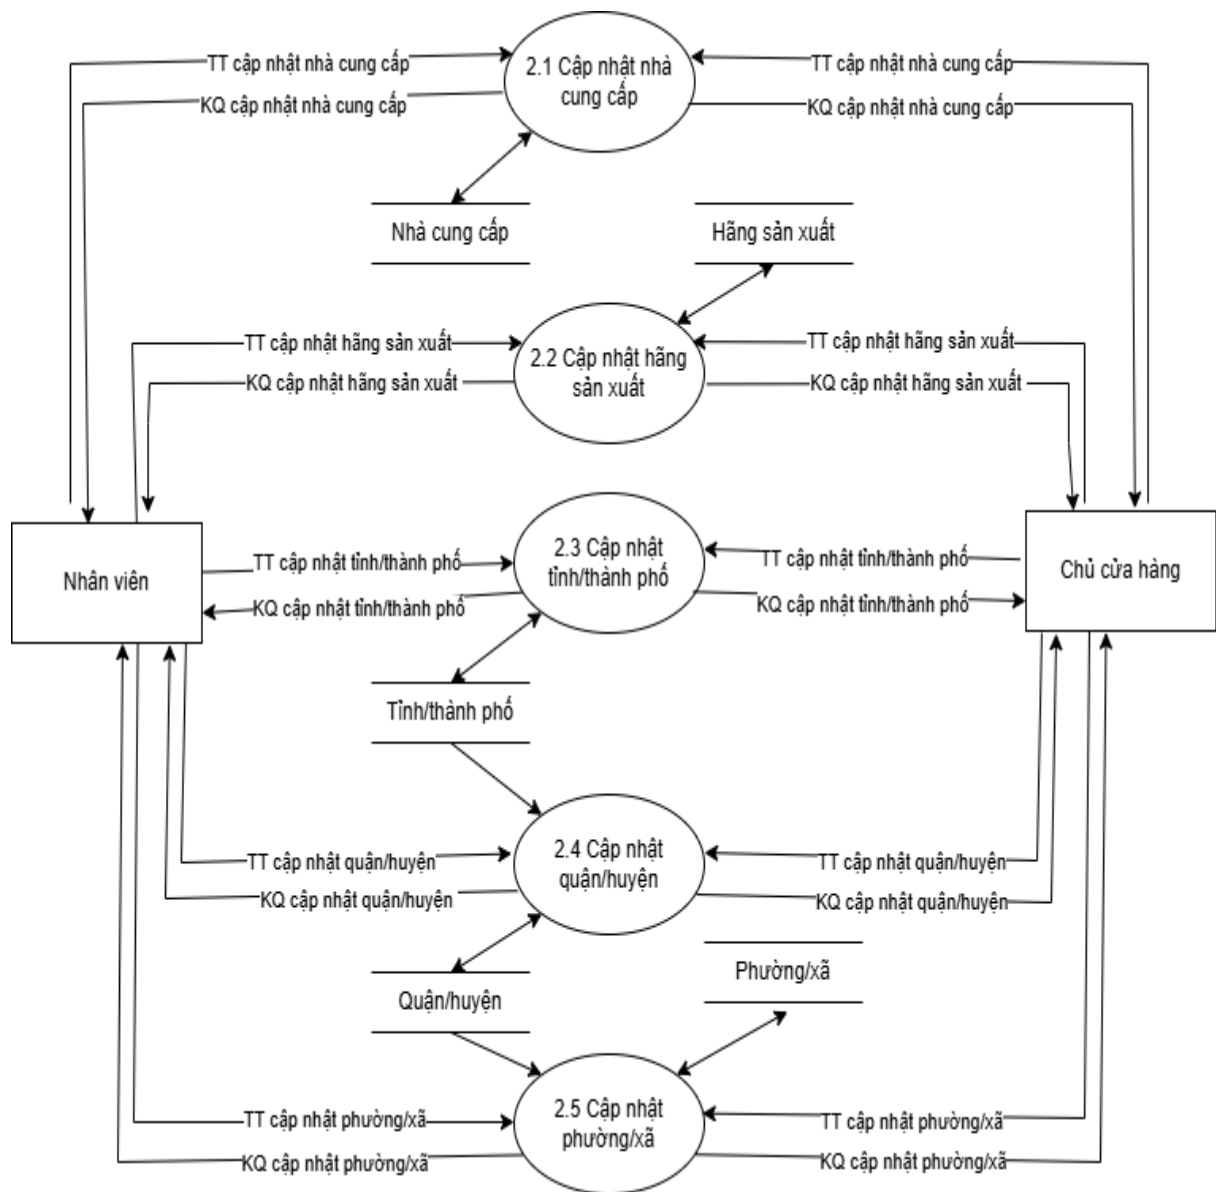 TT cập nhật nhà cung cấp
KQ cập nhật nhà cung cấp
2.1 Cập nhật nhà
cung cấp
TT cập nhật nhà cung cấp
KQ cập nhật nhà cung cấp
Nhà cung cấp
Hãng sản xuất
TT cập nhật hãng sản xuất
KQ cập nhật hãng sản xuất
2.2 Cập nhật hãng
sản xuất
TT cập nhật hãng sản xuất
KQ cập nhật hãng sản xuất
Nhân viên
TT cập nhật tỉnh/thành phố
KQ cập nhật tỉnh/thành phố
2.3 Cập nhật
tỉnh/thành phố
TT cập nhật tỉnh/thành phố
KQ cập nhật tỉnh/thành phố
Chủ cửa hàng
Tỉnh/thành phố
TT cập nhật quận/huyện
KQ cập nhật quận/huyện
2.4 Cập nhật
quận/huyện
TT cập nhật quận/huyện
KQ cập nhật quận/huyện
Quận/huyện
Phường/xã
TT cập nhật phường/xã
KQ cập nhật phường/xã
2.5 Cập nhật
phường/xã
TT cập nhật phường/xã
KQ cập nhật phường/xã